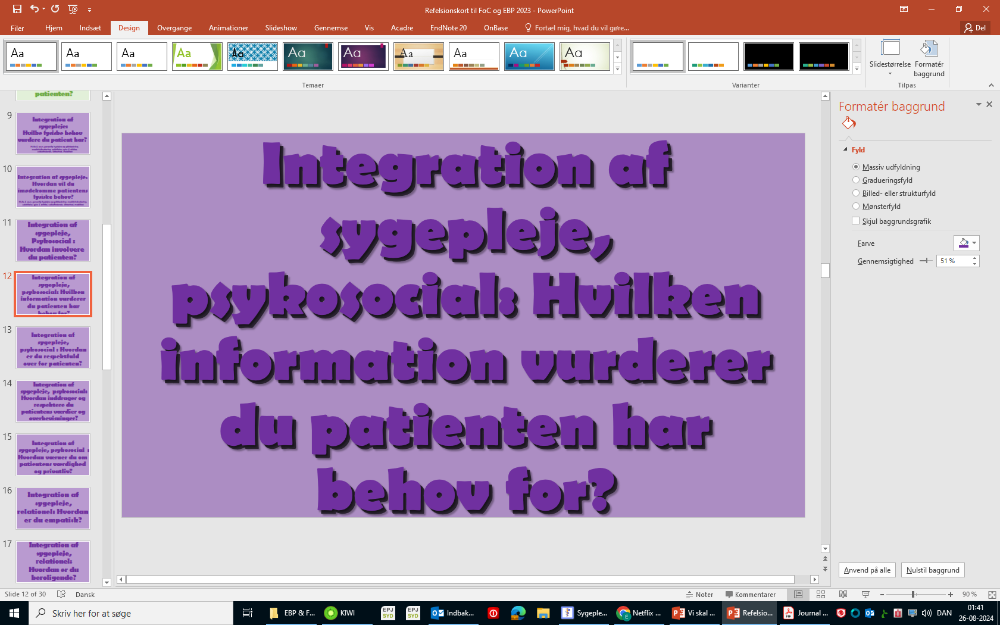 Refelsionskort til FoC og EBP 2023 - PowerPoint
Filer Hjem Indsæt Design Overgange Animationer Slideshow Gennemse Vis Acadre EndNote 20 OnBase Fortæl mig, hvad du vil gøre... Del
Aa Aa Aa Aa Aa Aa Aa Aa Aa Aa Aa
Slidestørrelse Formatér baggrund
Temaer Varianter Tilpas
patienten?
9
Integration af
sygepleje:
Hvilke fysiske behov
vurdere du patient har?
10
Integration af sygepleje:
Hvordan vil du
imødekomme patientens
fysiske behov?
11
Integration af
sygepleje,
Psykosocial :
Hvordan involvere
du patienten?
12
Integration af
sygepleje,
psykosocial: Hvilken
information vurderer
du patienten har
behov for?
13
Integration af
sygepleje,
psykosocial : Hvordan
er du respektfuld
over for patienten?
14
Integration af
sygepleje, psykosocial:
Hvordan inddrager og
respektere du
patientens værdier og
overbevisninger?
15
Integration af
sygepleje, psykosocial :
Hvordan værner du om
patientens værdighed
og privatliv?
16
Integration af
sygepleje,
relationel: Hvordan
er du empatisk?
17
Integration af
sygepleje,
relationel:
Hvordan er du
beroligende?
Integration af
sygepleje,
psykosocial: Hvilken
information vurderer
du patienten har
behov for?
Formatér baggrund
Fyld
Massiv udfyldning
Gradueringsfyld
Billed- eller strukturfyld
Mønsterfyld
Skjul baggrundsgrafik
Farve
Gennemsigtighed 51 %
Anvend på alle Nulstil baggrund
Slide 12 of 30 Dansk Noter Kommentarer 90 %
Skriv her for at søge
EBP & F... KIWI EPJ SYD EPJ SYD Indbak... Sygeple... Netflix ... Vi skal ... Refelsio... Journal ... DAN
01:41
26-08-2024